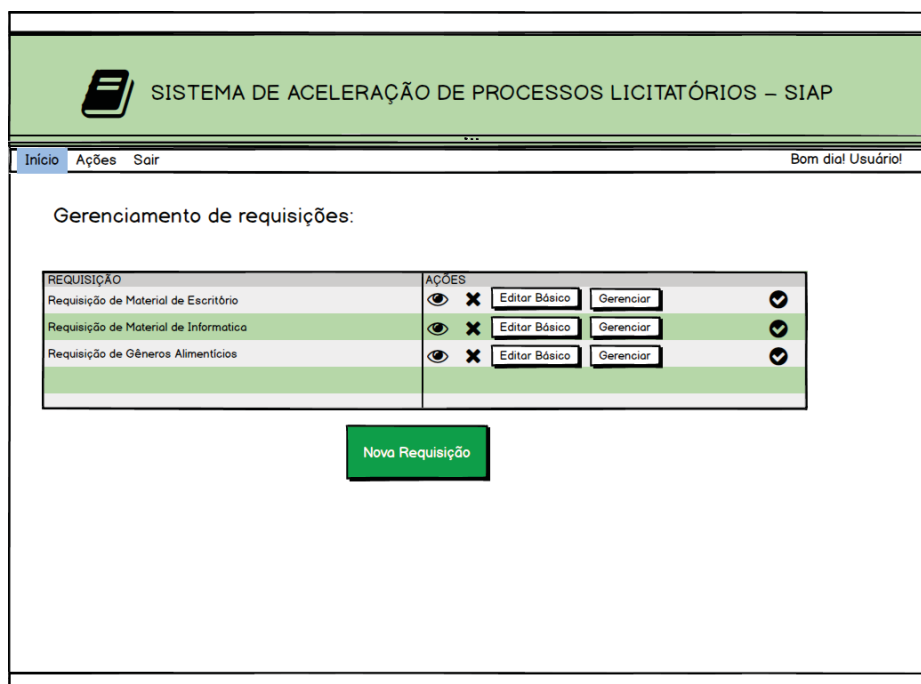 SISTEMA DE ACELERAÇÃO DE PROCESSOS LICITATÓRIOS – SIAP
Início Ações Sair Bom dia! Usuário!
Gerenciamento de requisições:
REQUISIÇÃO AÇÕES
Requisição de Material de Escritório Editar Básico Gerenciar
Requisição de Material de Informatica Editar Básico Gerenciar
Requisição de Gêneros Alimentícios Editar Básico Gerenciar
Nova Requisição